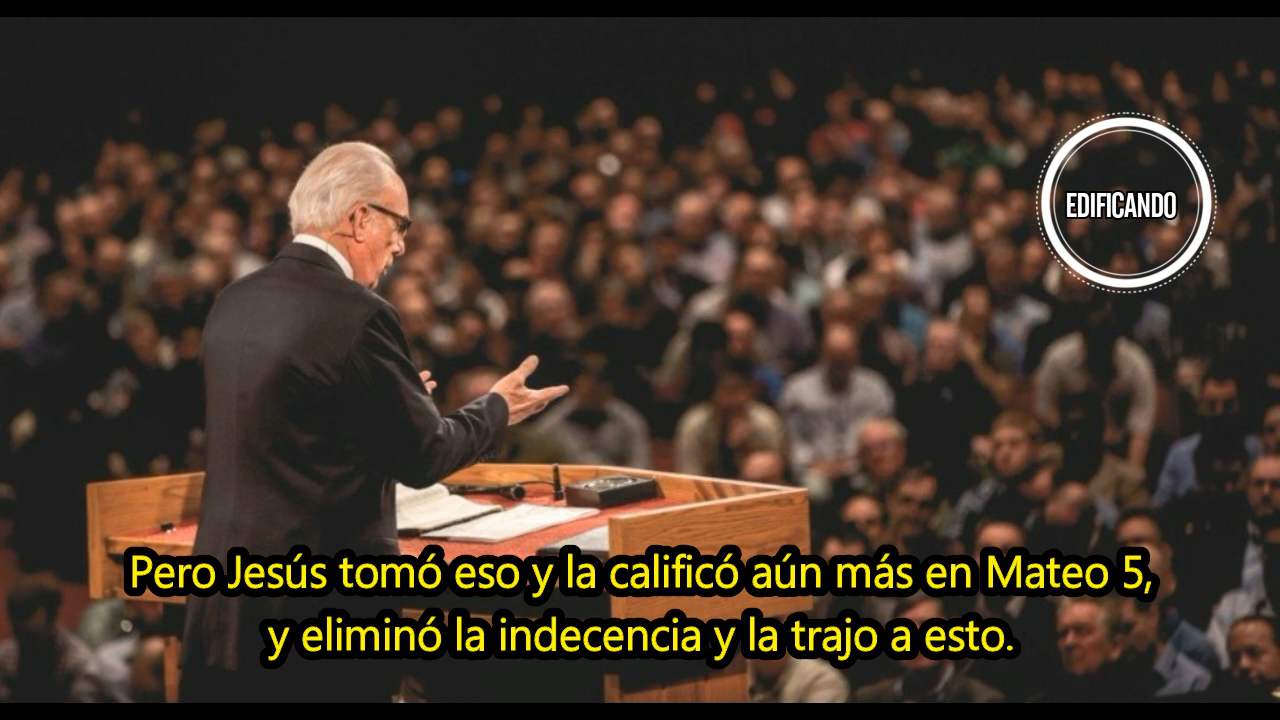 EDIFICANDO
Pero Jesús tomó eso y la calificó aún más en Mateo 5,
y eliminó la indecencia y la trajo a esto.